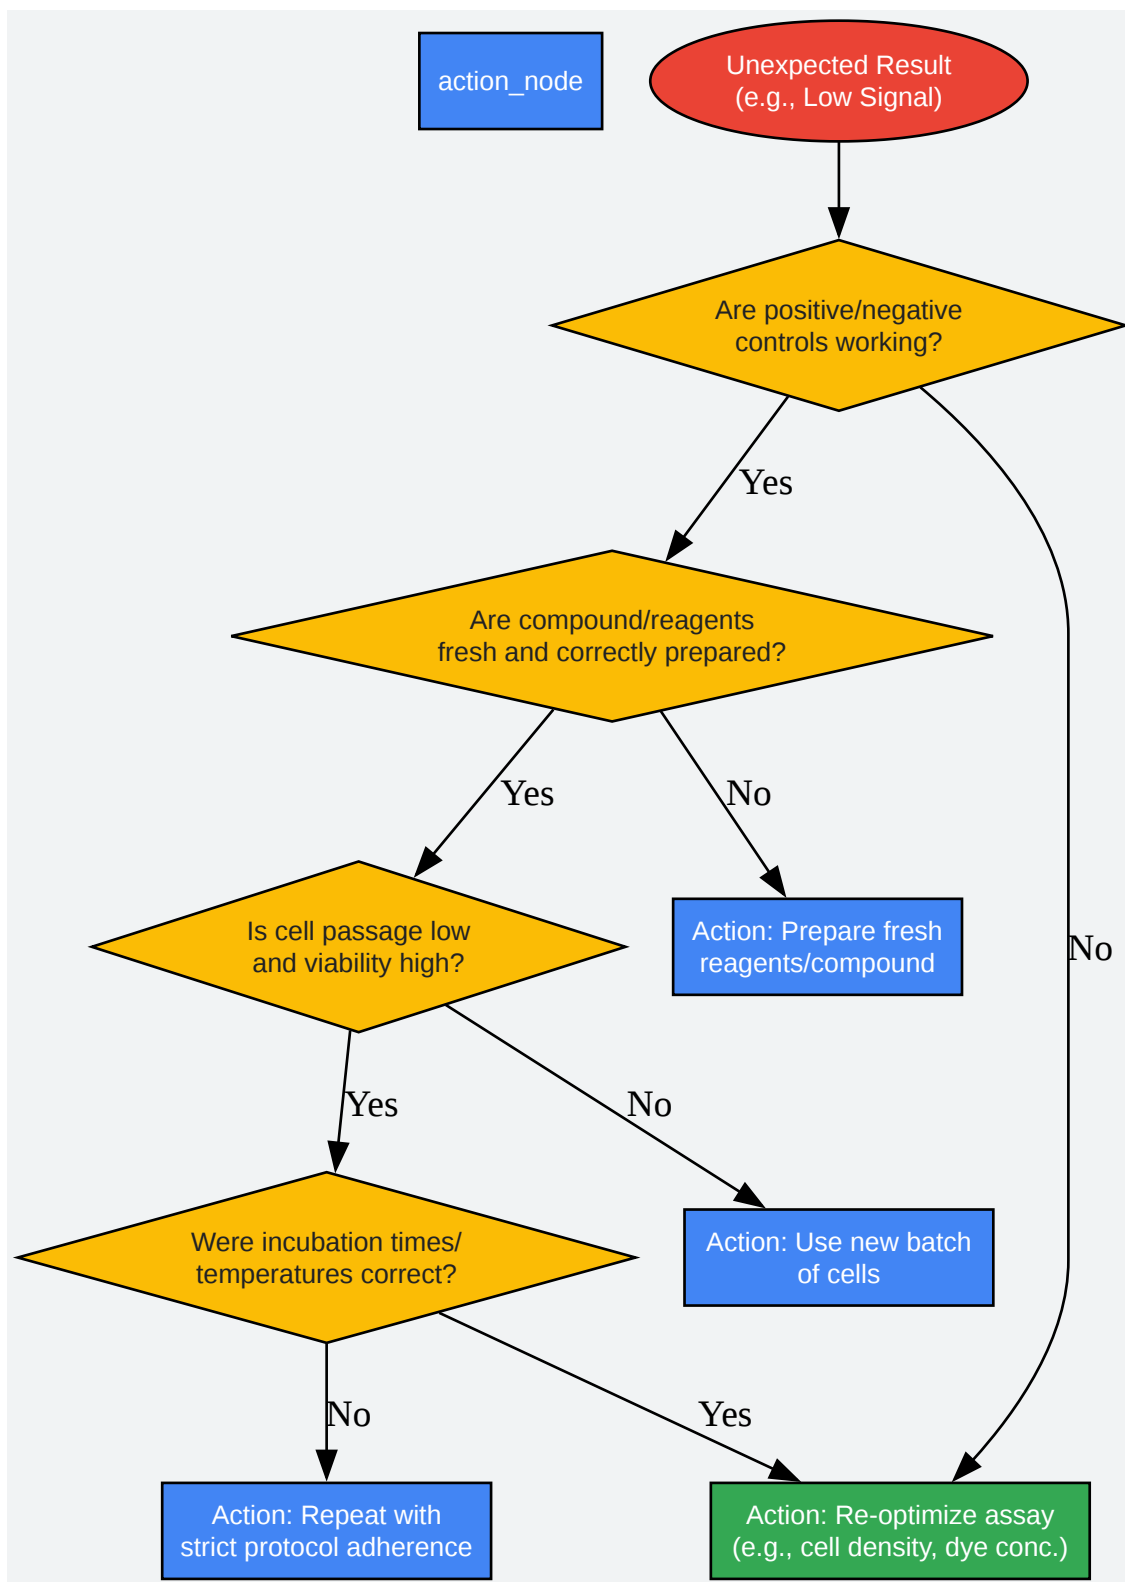 action_node
Unexpected Result
(e.g., Low Signal)
Are positive/negative
controls working?
Yes
Are compound/reagents
fresh and correctly prepared?
Yes
No
Is cell passage low
and viability high?
Action: Prepare fresh
reagents/compound
No
Yes
No
Were incubation times/
temperatures correct?
Action: Use new batch
of cells
No
Yes
Action: Repeat with
strict protocol adherence
Action: Re-optimize assay
(e.g., cell density, dye conc.)